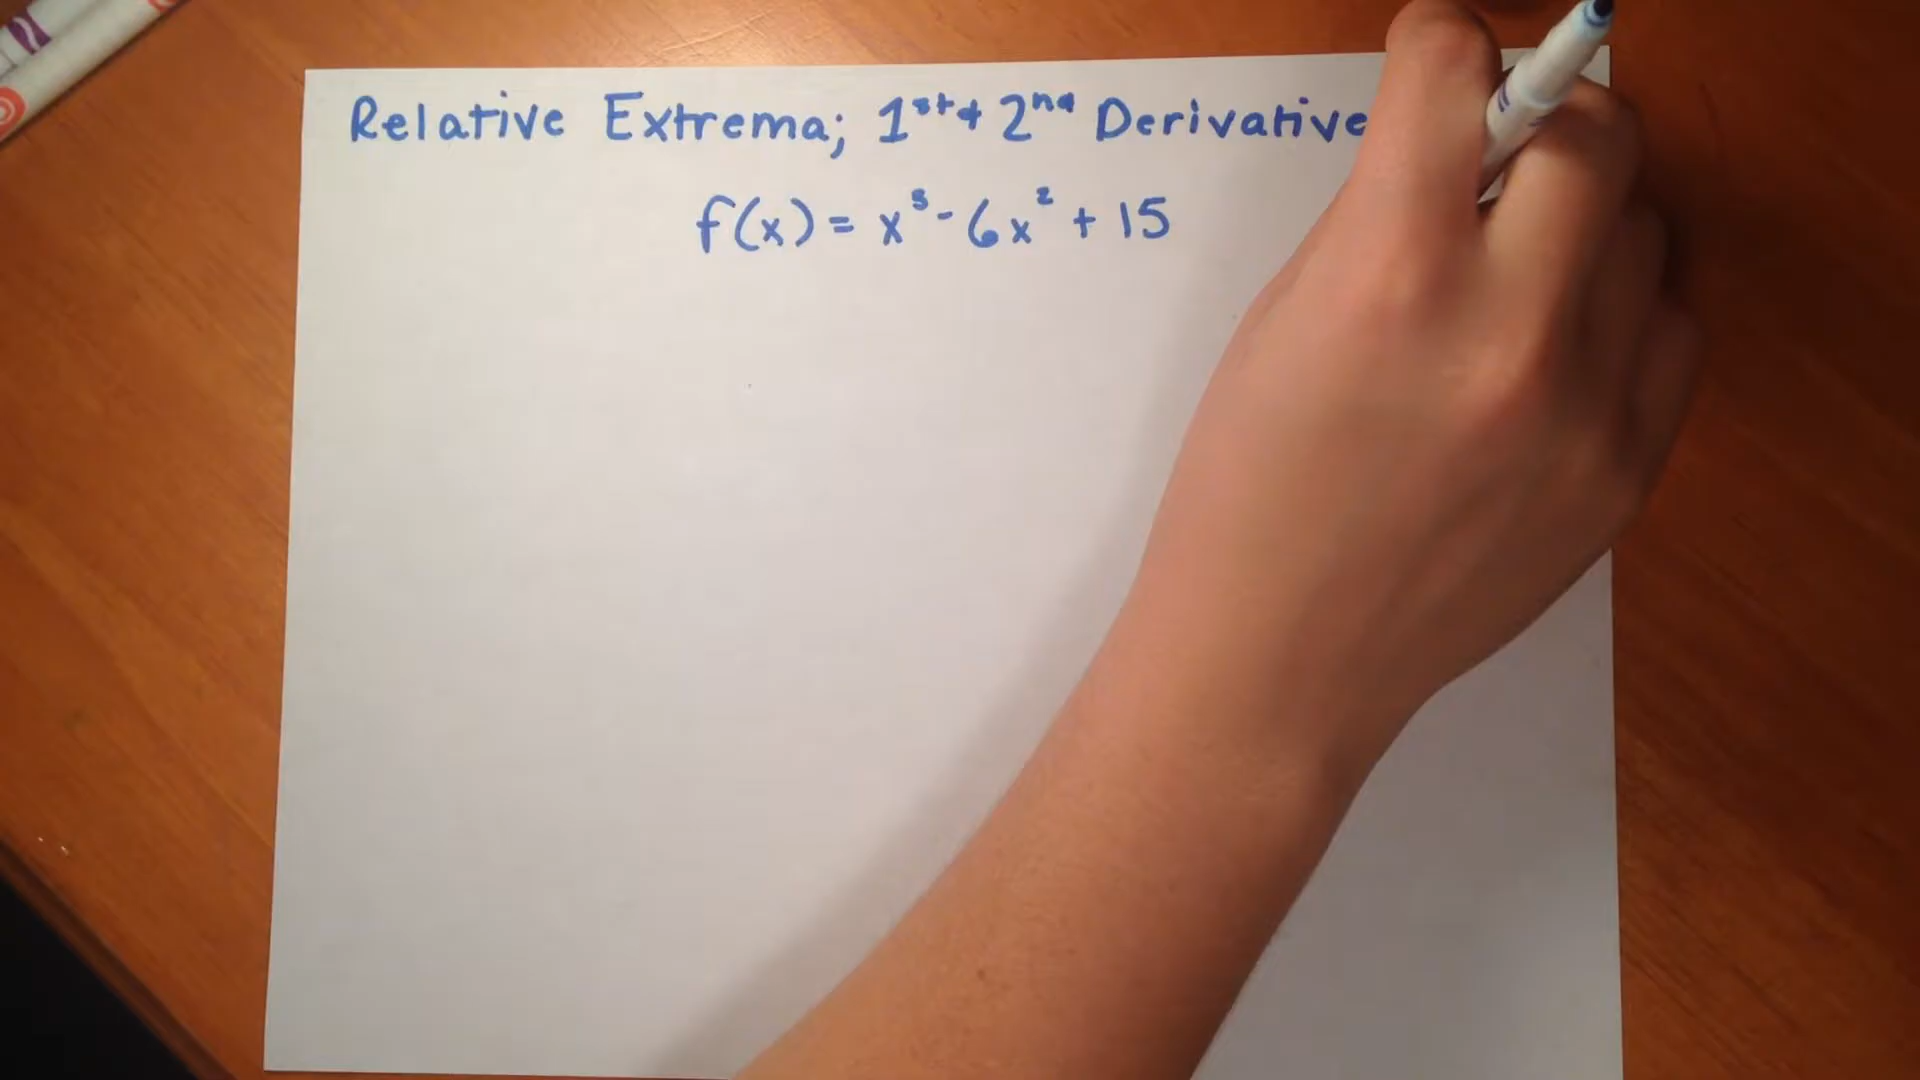 Relative Extrema; 1st + 2nd Derivative
f(x) = x³ - 6x² + 15